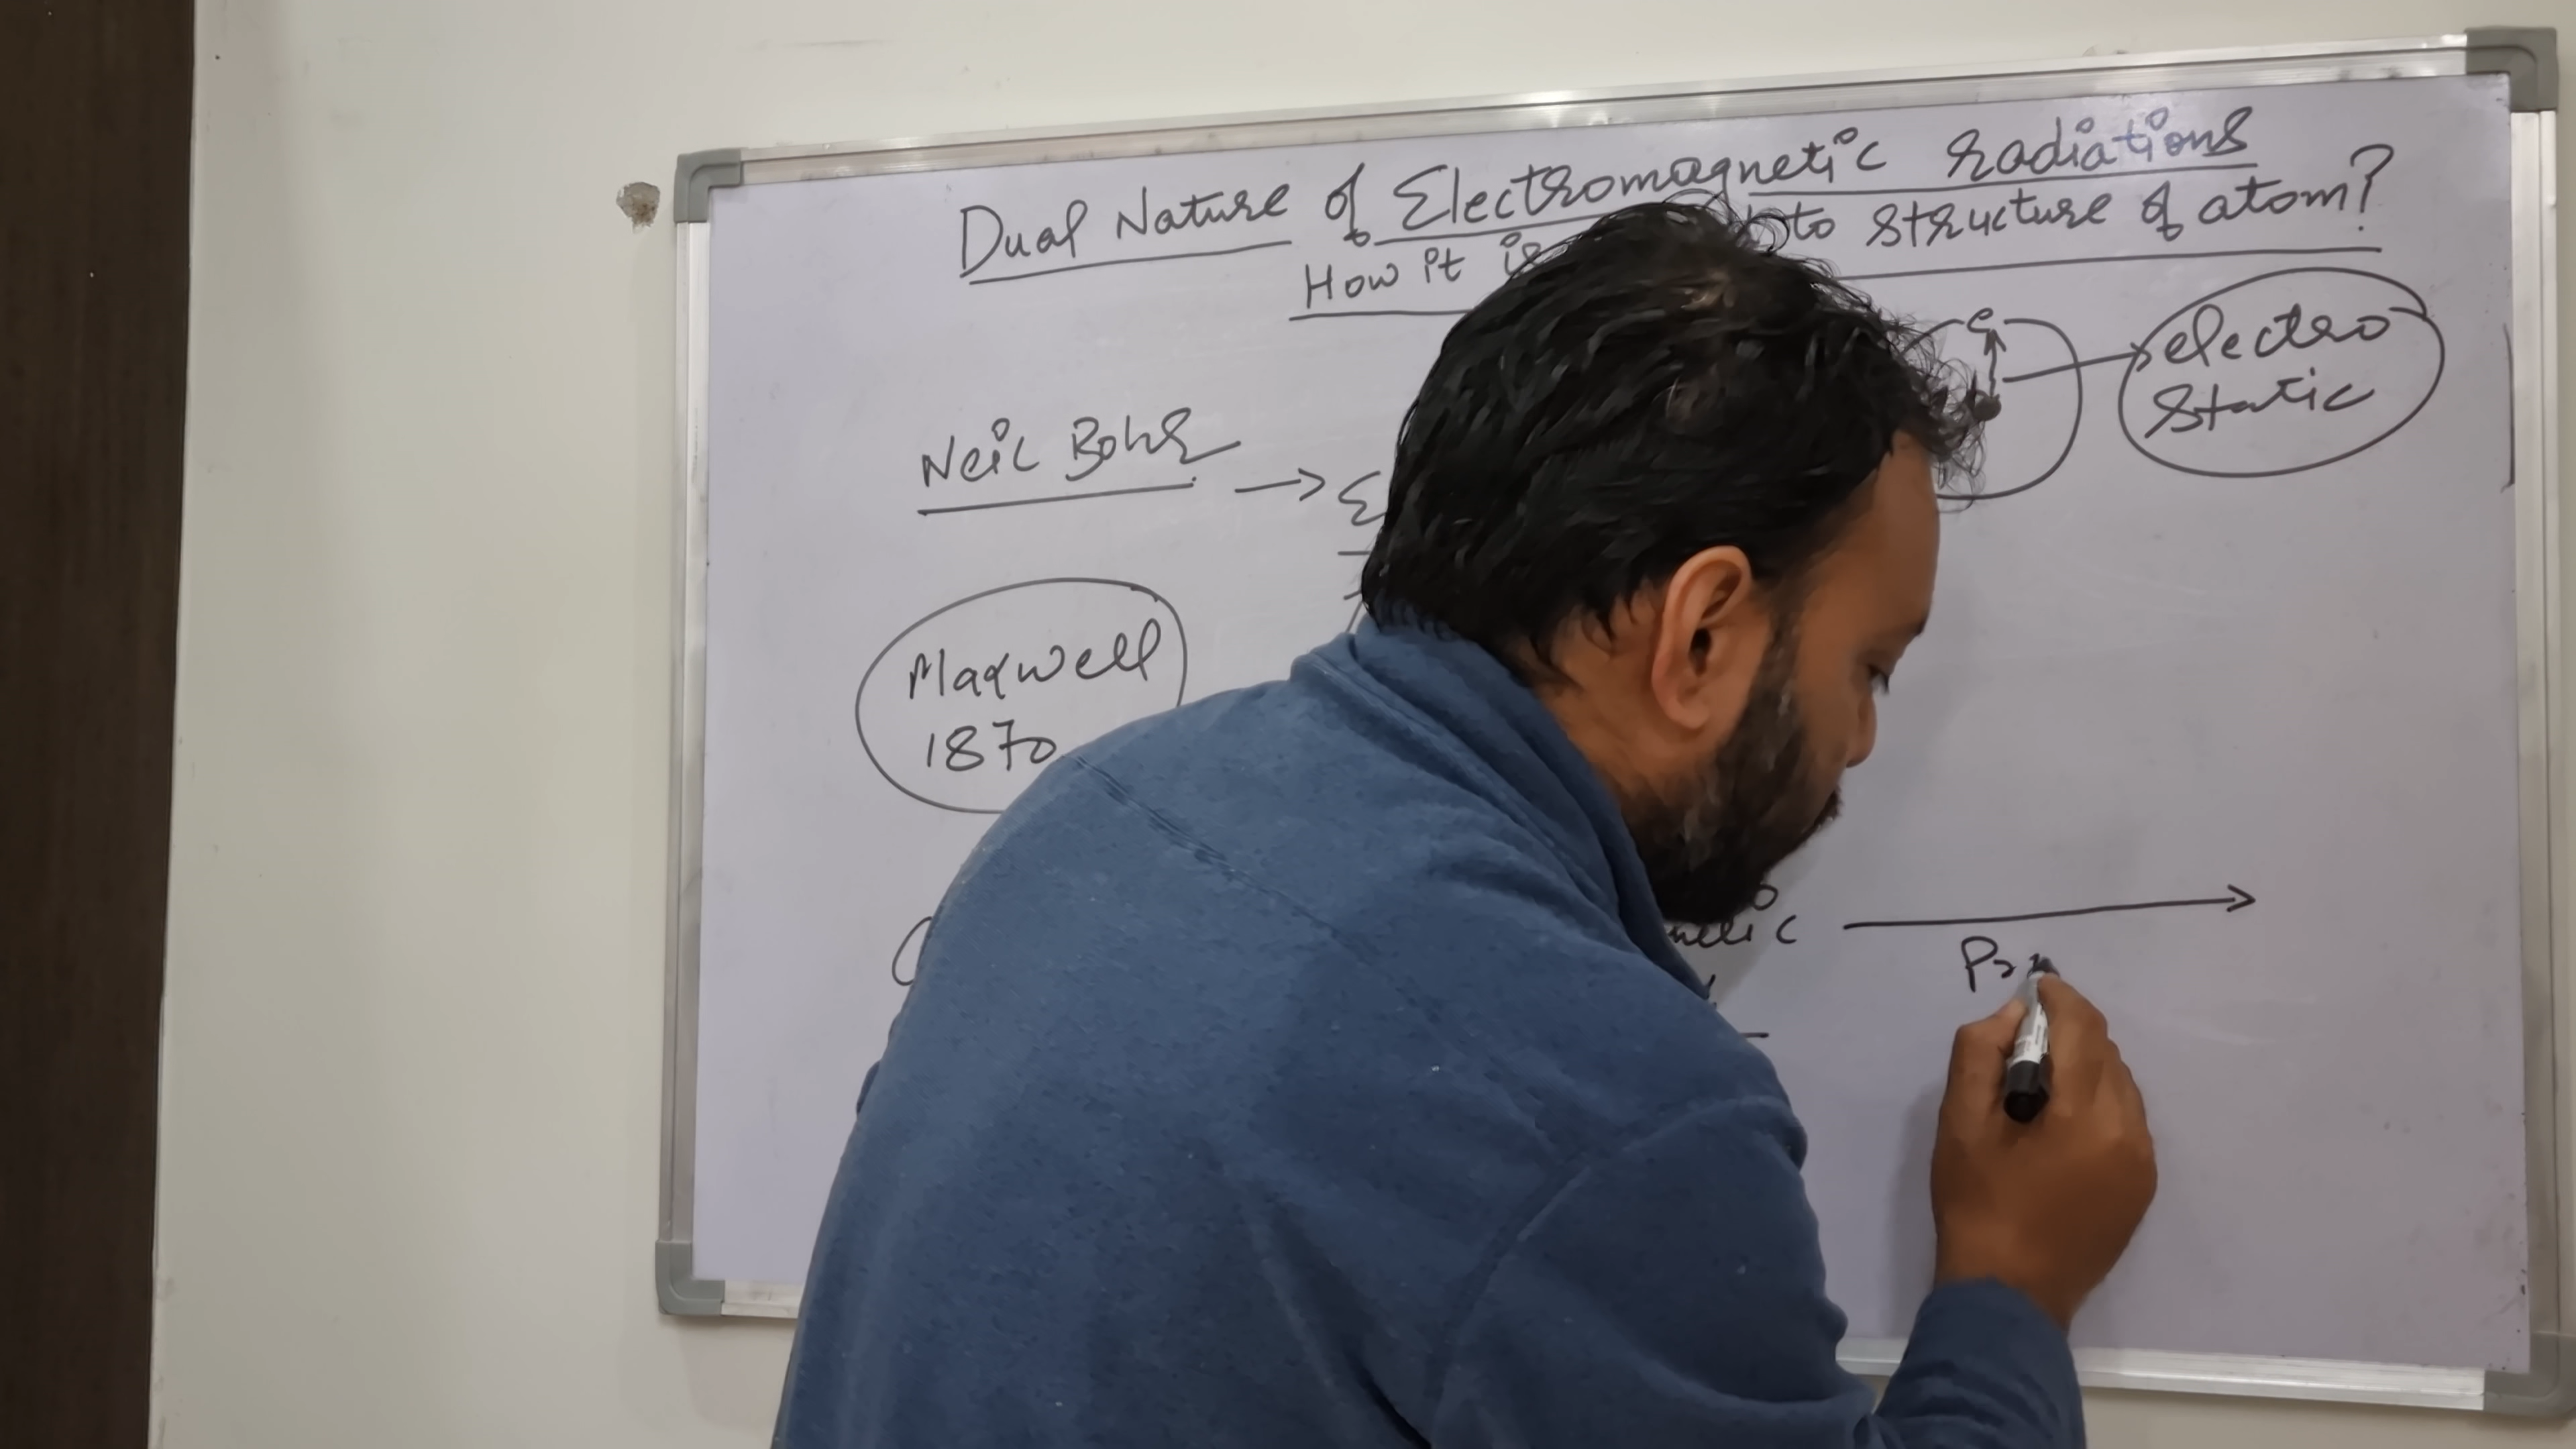 Dual Nature of Electromagnetic radiations
How it is to structure of atom?
e
electro
static
Neil Bohr
Maxwell
1870